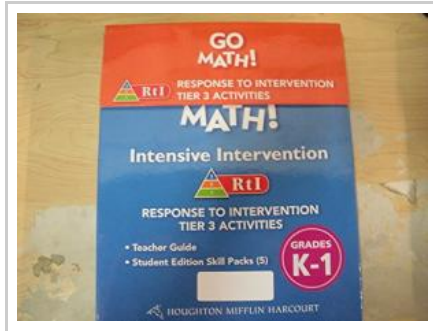 GO
MATH!
RtI RESPONSE TO INTERVENTION
TIER 3 ACTIVITIES
MATH!
Intensive Intervention
RtI
RESPONSE TO INTERVENTION
TIER 3 ACTIVITIES
• Teacher Guide
• Student Edition Skill Packs (5)
GRADES
K-1
HOUGHTON MIFFLIN HARCOURT